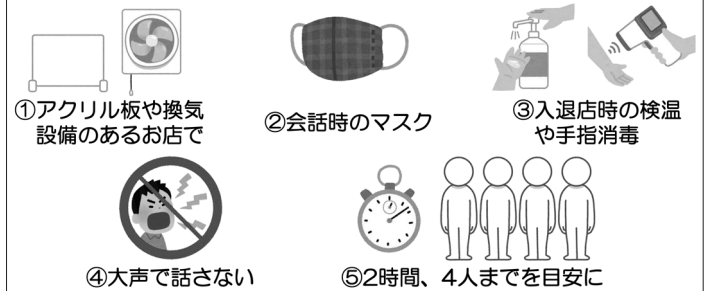 ①アクリル板や換気
設備のあるお店で
②会話時のマスク
③入退店時の検温
や手指消毒
④大声で話さない
⑤2時間、4人までを目安に